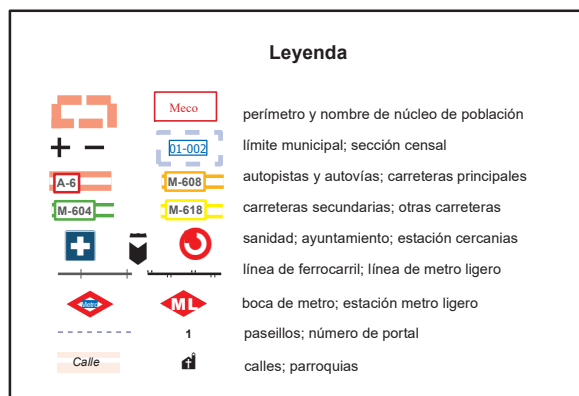 Leyenda
Meco perímetro y nombre de núcleo de población
01-002 límite municipal; sección censal
A-6 M-608 autopistas y autovías; carreteras principales
M-604 M-618 carreteras secundarias; otras carreteras
sanidad; ayuntamiento; estación cercanias
línea de ferrocarril; línea de metro ligero
Metro ML boca de metro; estación metro ligero
1 paseillos; número de portal
Calle calles; parroquias